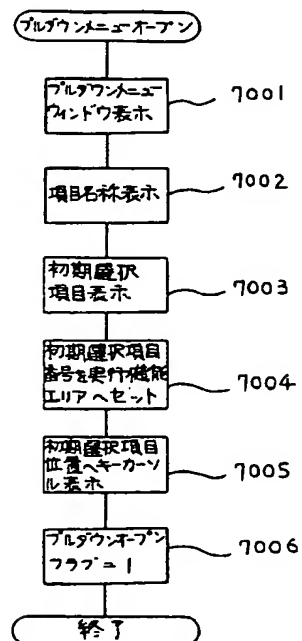 プルダウンメニューオープン
プルダウンメニュー
ウィンドウ表示
7001
項目名称表示
7002
初期選択
項目表示
7003
初期選択項目
番号を実行機能
エリアへセット
7004
初期選択項目
位置へキーカーソ
ル表示
7005
プルダウンオープン
フラグ=1
7006
終了